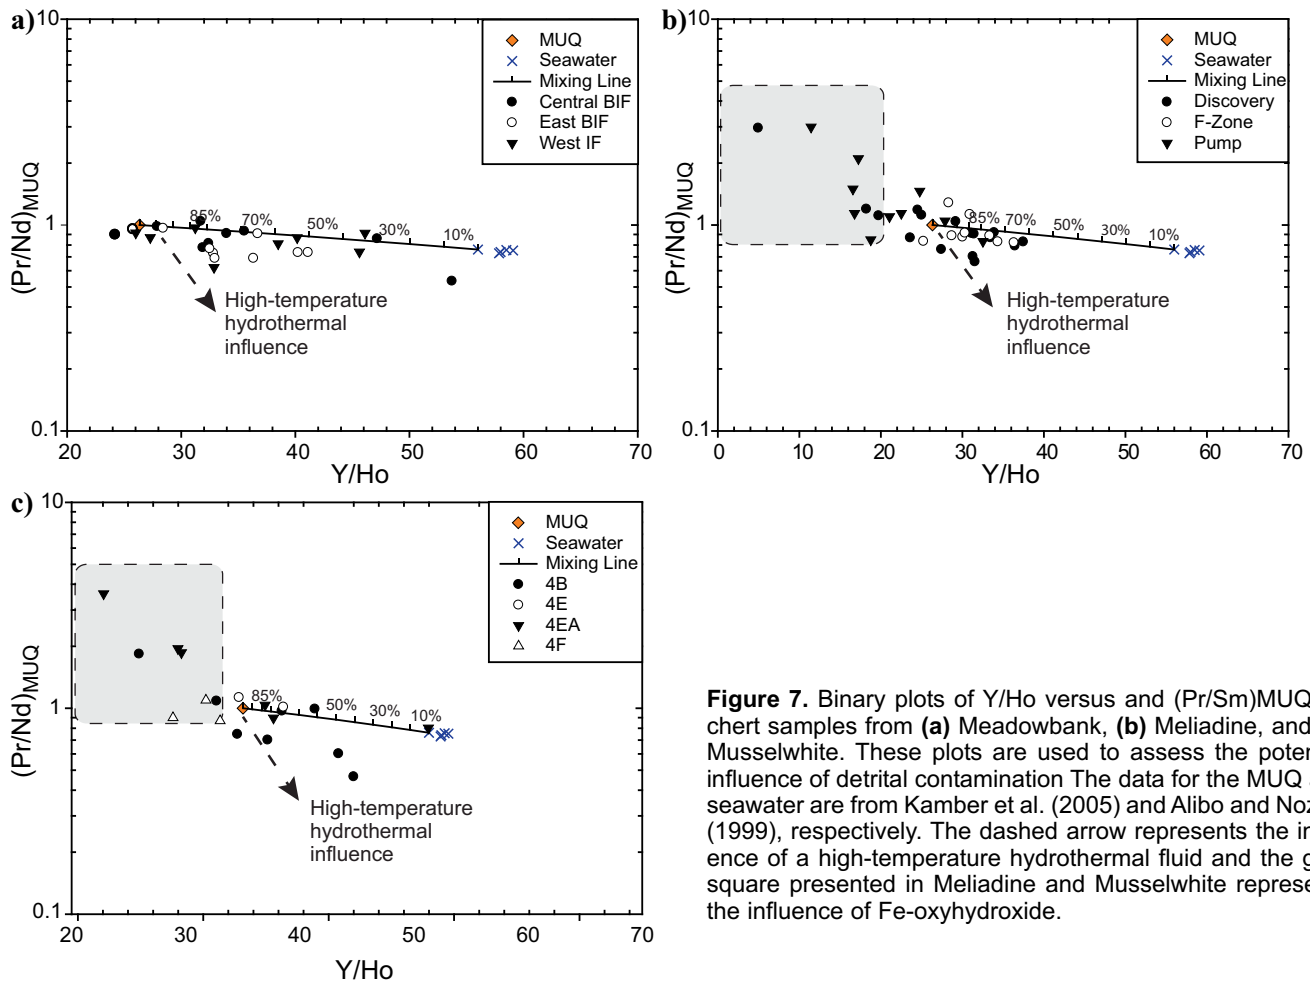 a)
10
1
0.1
(Pr/Nd)MUQ
MUQ
Seawater
Mixing Line
Central BIF
East BIF
West IF
85%
70%
50%
30%
10%
High-temperature
hydrothermal
influence
20 30 40 50 60 70
Y/Ho
b)
10
1
0.1
(Pr/Nd)MUQ
MUQ
Seawater
Mixing Line
Discovery
F-Zone
Pump
85%
70%
50%
30%
10%
High-temperature
hydrothermal
influence
0 10 20 30 40 50 60 70
Y/Ho
c)
10
1
0.1
(Pr/Nd)MUQ
MUQ
Seawater
Mixing Line
4B
4E
4EA
4F
85%
50%
30%
10%
High-temperature
hydrothermal
influence
20 30 40 50 60 70
Y/Ho
Figure 7. Binary plots of Y/Ho versus and (Pr/Sm)MUQ
chert samples from (a) Meadowbank, (b) Meliadine, and
Musselwhite. These plots are used to assess the poten
influence of detrital contamination The data for the MUQ
seawater are from Kamber et al. (2005) and Alibo and Noz
(1999), respectively. The dashed arrow represents the in
ence of a high-temperature hydrothermal fluid and the g
square presented in Meliadine and Musselwhite represe
the influence of Fe-oxyhydroxide.